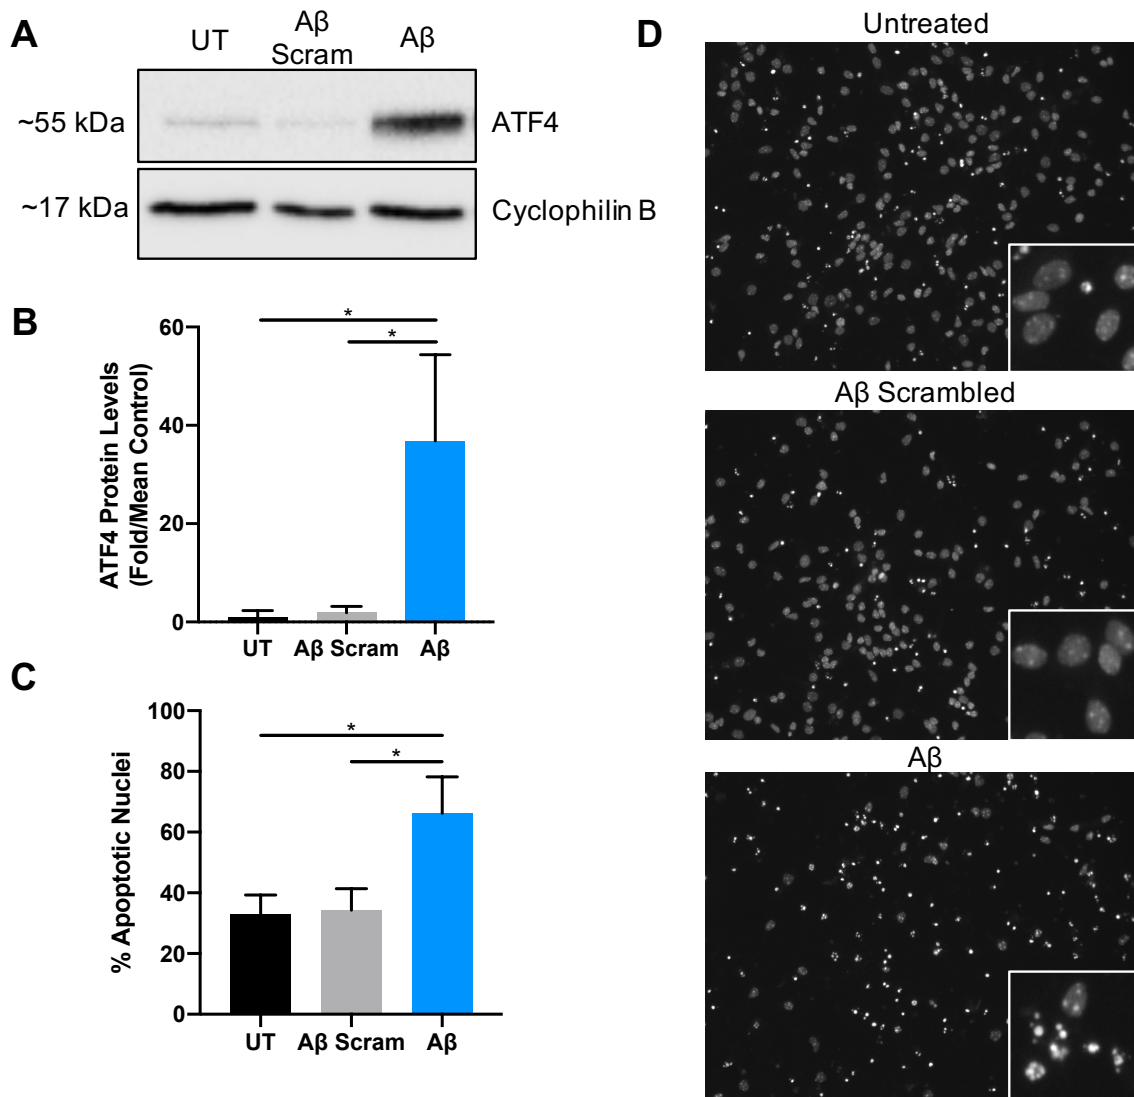 A
UT
Aβ
Scram
Aβ
~55 kDa
ATF4
~17 kDa
Cyclophilin B
B
ATF4 Protein Levels
(Fold/Mean Control)
60
40
20
0
*
*
UT
Aβ Scram
Aβ
C
% Apoptotic Nuclei
100
80
60
40
20
0
*
*
UT
Aβ Scram
Aβ
D
Untreated
Aβ Scrambled
Aβ